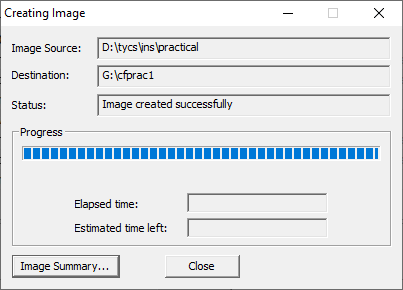 Creating Image
Image Source: D:\tycs\ins\practical
Destination: G:\cfprac1
Status: Image created successfully
Progress
Elapsed time:
Estimated time left:
Image Summary... Close